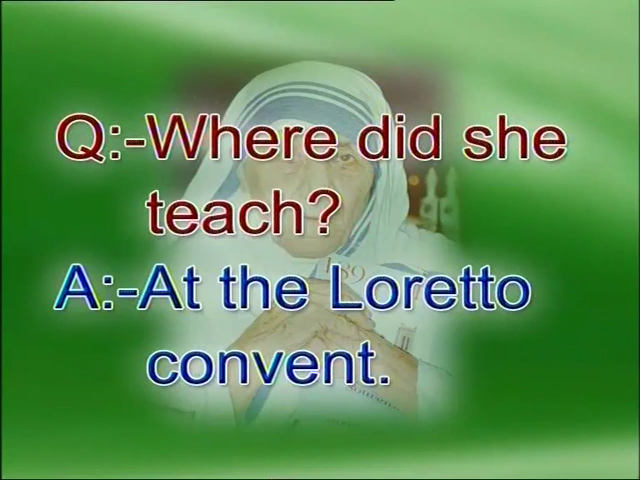 Q:-Where did she
teach?
A:-At the Loretto
convent.